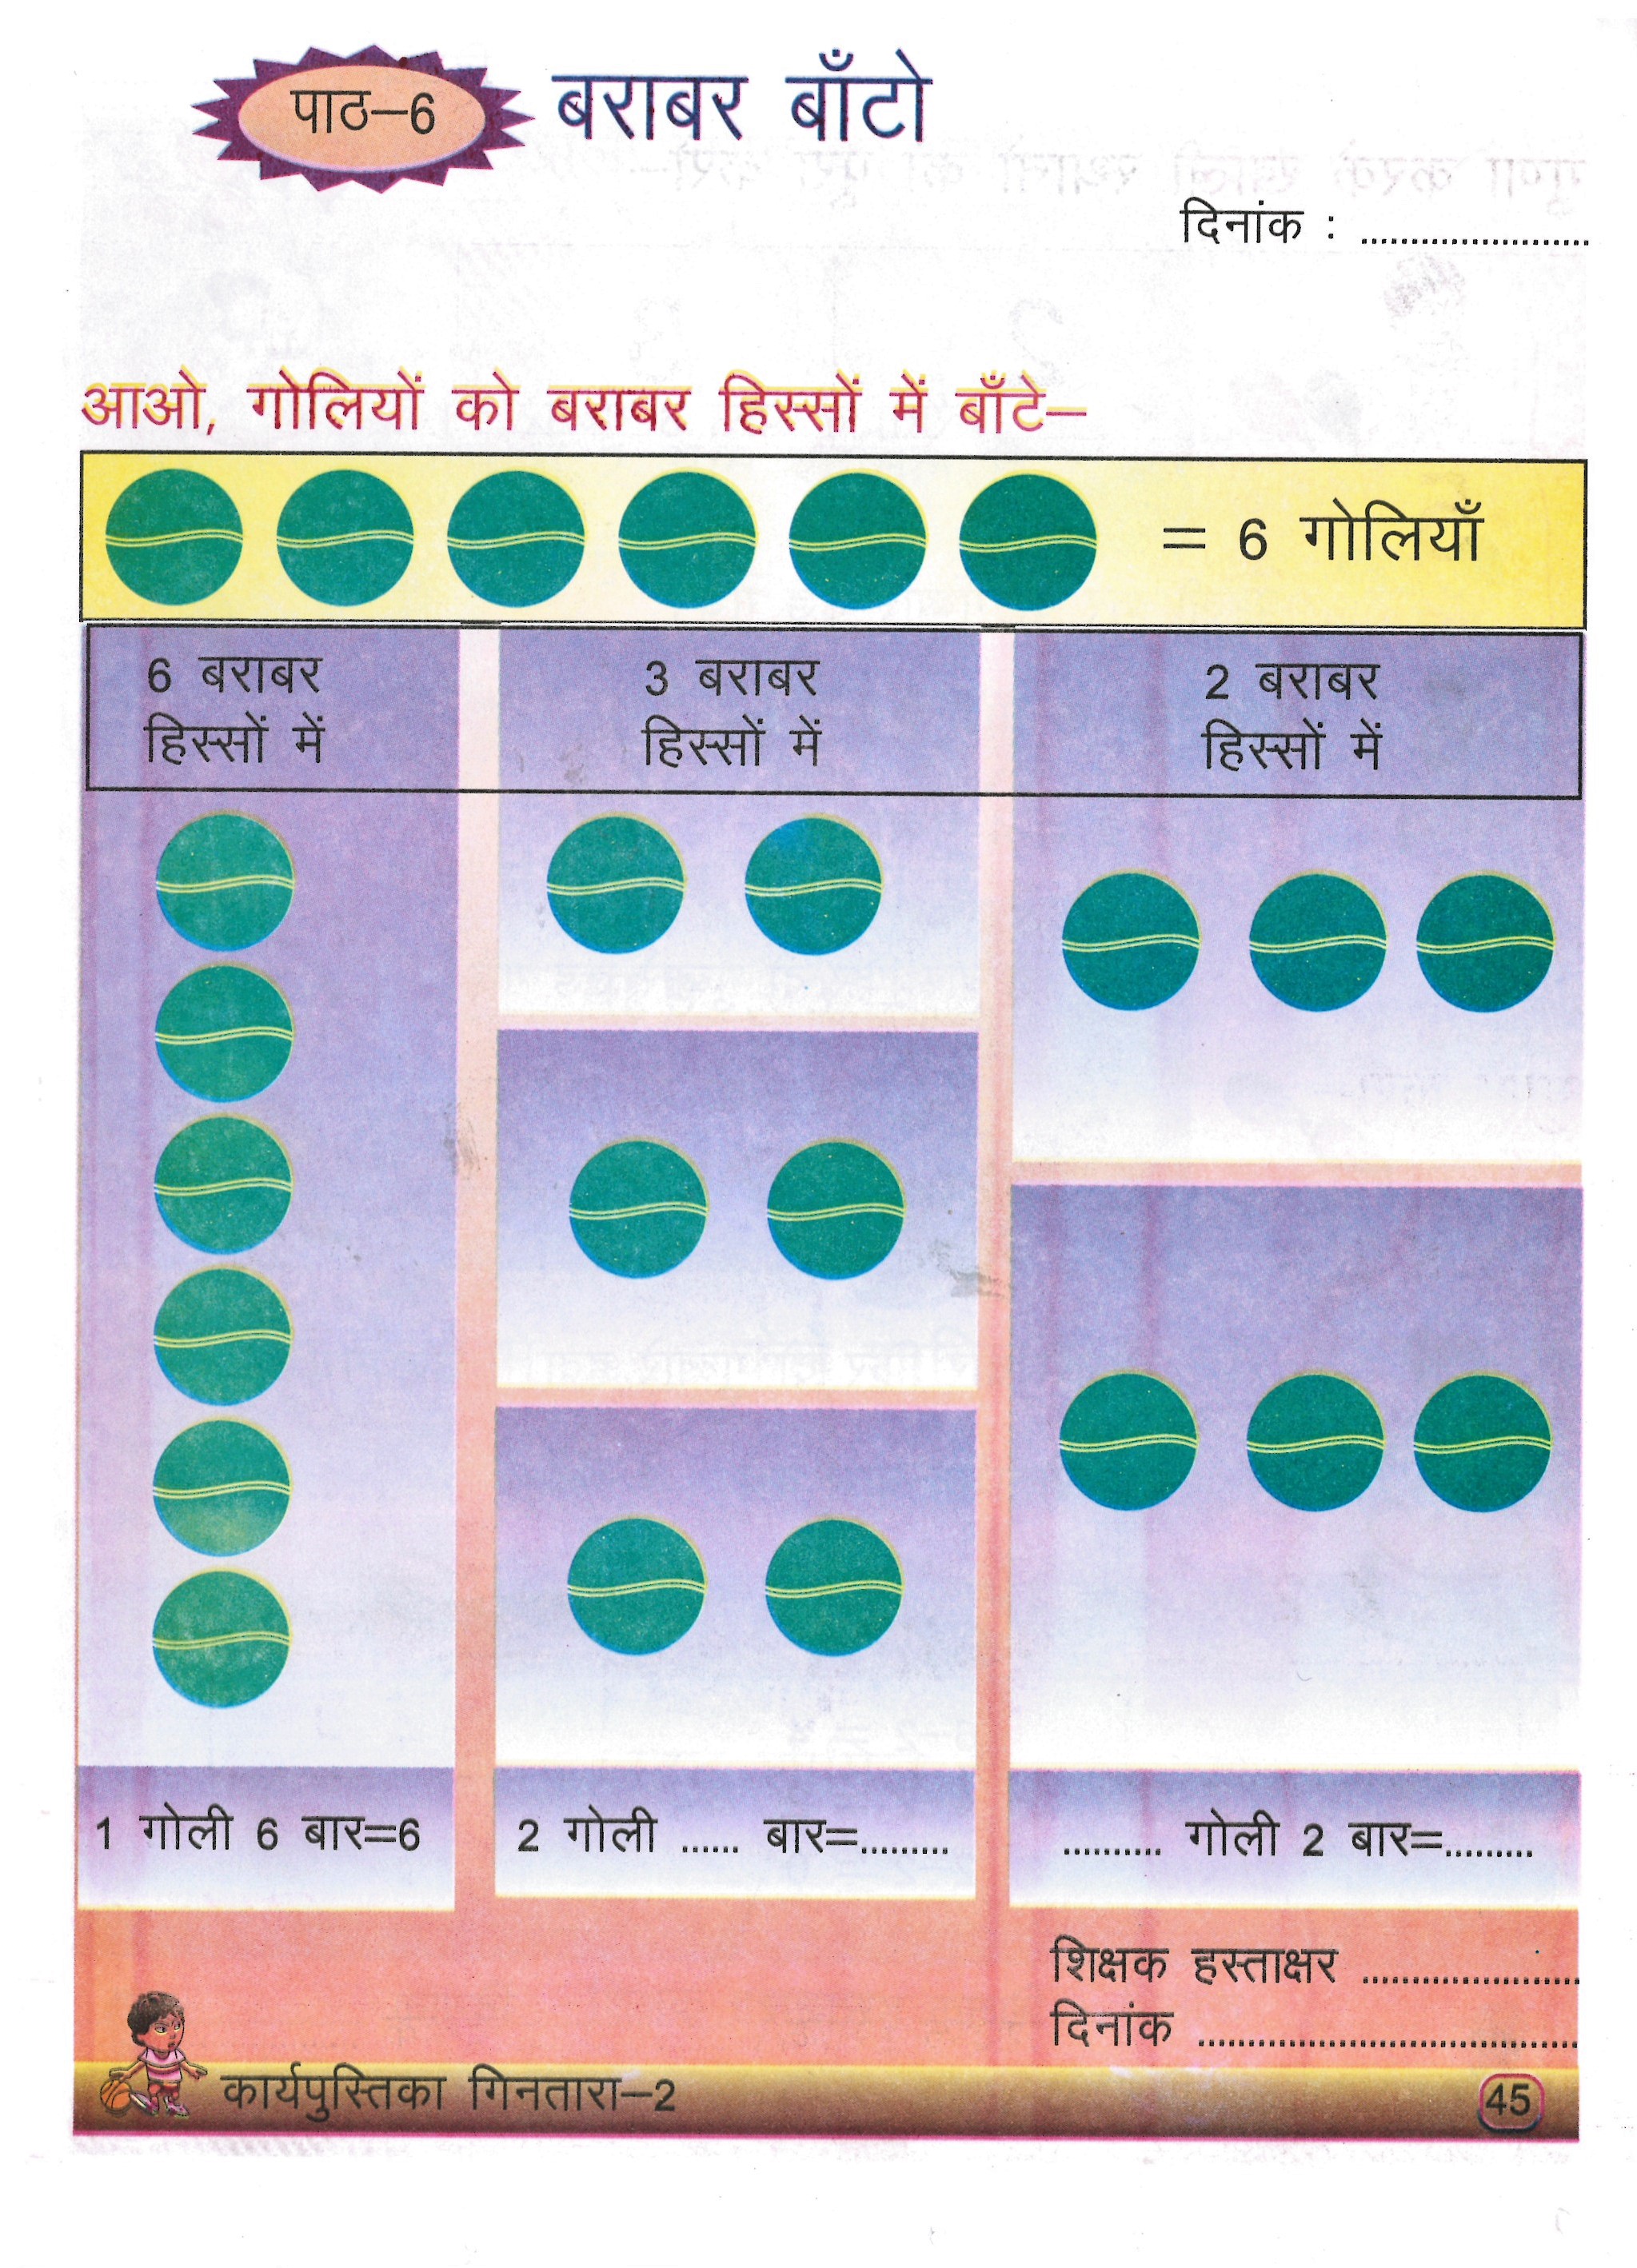 पाठ–6
बराबर बाँटो
दिनांक : .......................
आओ, गोलियों को बराबर हिस्सों में बाँटे–
= 6 गोलियाँ
6 बराबर
हिस्सों में
3 बराबर
हिस्सों में
2 बराबर
हिस्सों में
1 गोली 6 बार=6
2 गोली ...... बार=.........
.......... गोली 2 बार=.........
शिक्षक हस्ताक्षर ......................
दिनांक .......................................
कार्यपुस्तिका गिनतारा–2
45